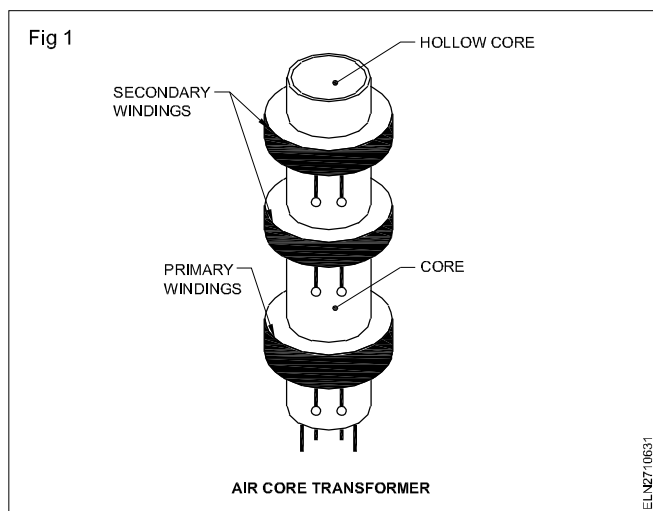 Fig 1
HOLLOW CORE
SECONDARY
WINDINGS
PRIMARY
WINDINGS
CORE
AIR CORE TRANSFORMER
ELN2710631